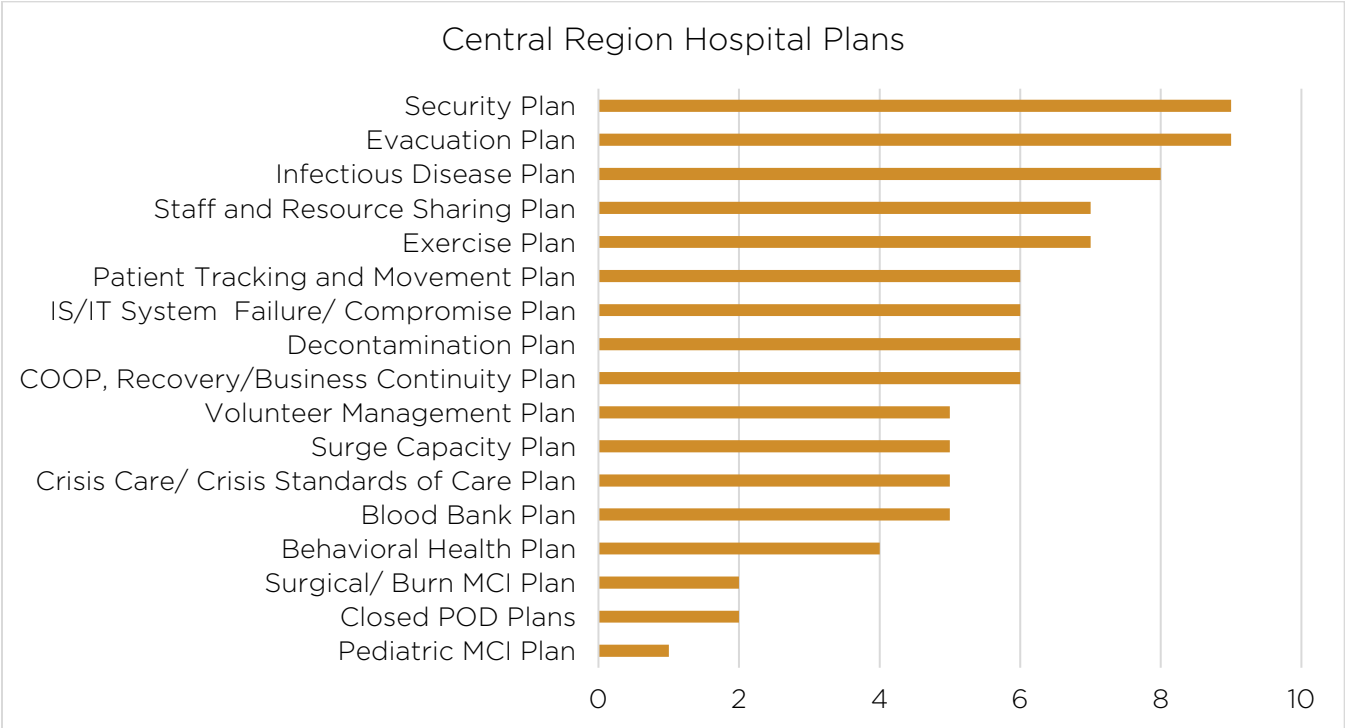 Central Region Hospital Plans
Security Plan
Evacuation Plan
Infectious Disease Plan
Staff and Resource Sharing Plan
Exercise Plan
Patient Tracking and Movement Plan
IS/IT System  Failure/ Compromise Plan
Decontamination Plan
COOP, Recovery/Business Continuity Plan
Volunteer Management Plan
Surge Capacity Plan
Crisis Care/ Crisis Standards of Care Plan
Blood Bank Plan
Behavioral Health Plan
Surgical/ Burn MCI Plan
Closed POD Plans
Pediatric MCI Plan
0 2 4 6 8 10